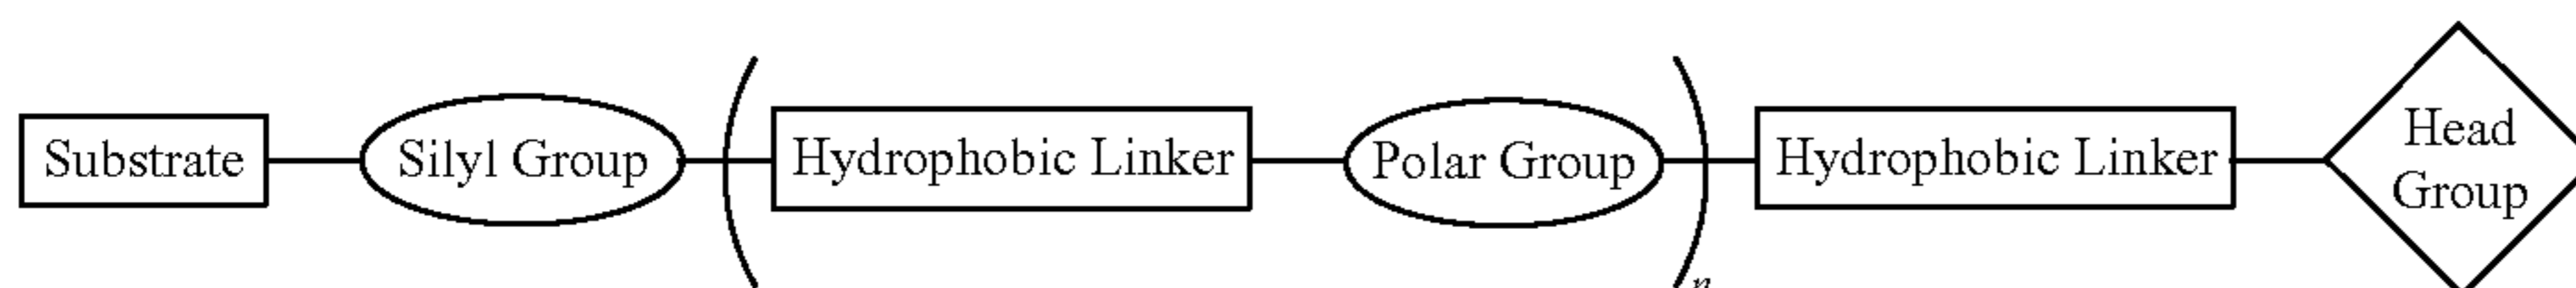 Substrate
Silyl Group
Hydrophobic Linker
Polar Group
n
Hydrophobic Linker
Head
Group